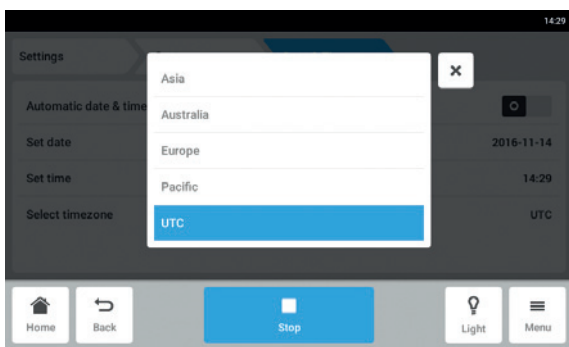 14:29
Settings
Asia
Automatic date & time
Australia
Set date
2016-11-14
Europe
Set time
14:29
Pacific
Select timezone
UTC
UTC
Home
Back
Stop
Light
Menu